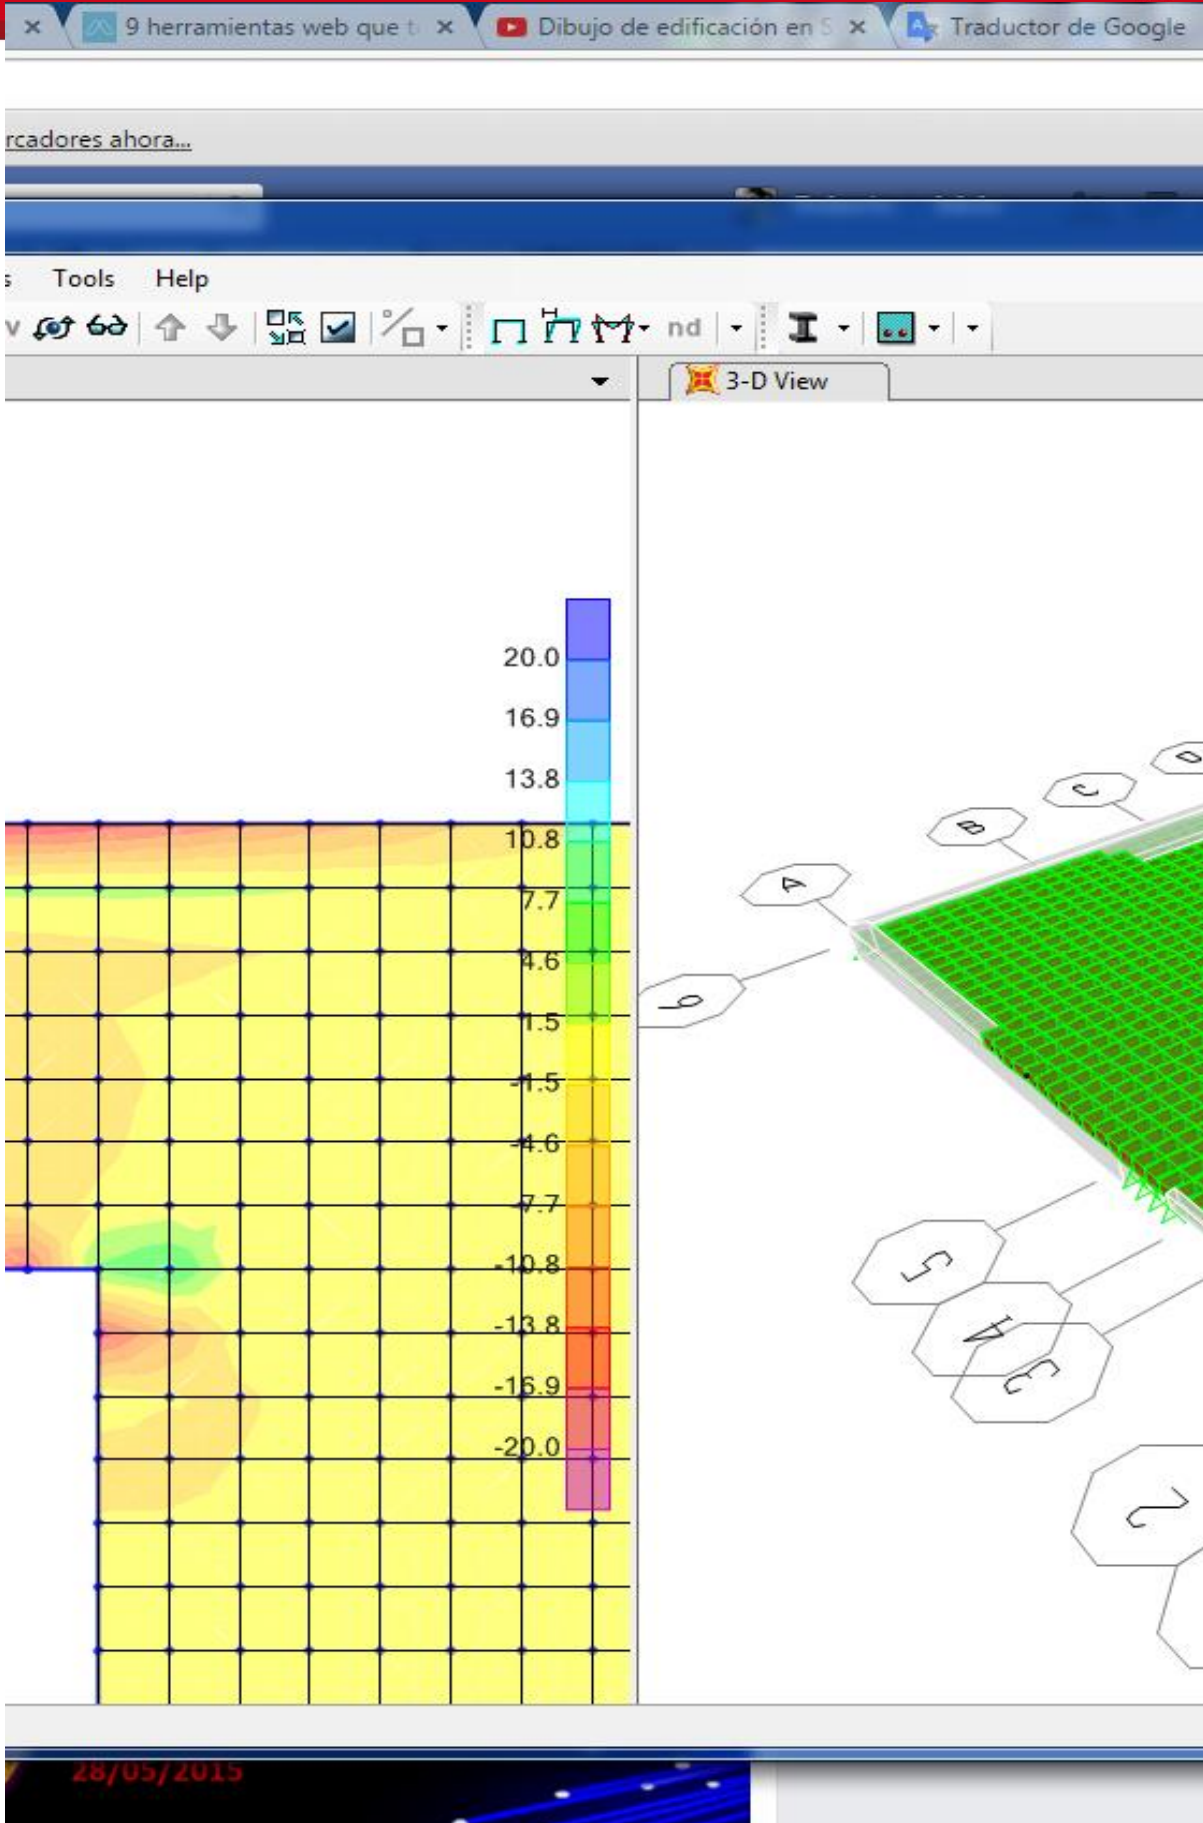 9 herramientas web que t
Dibujo de edificación en S
Traductor de Google
rcadores ahora...
s Tools Help
v nd
3-D View
20.0
16.9
13.8
10.8
7.7
4.6
1.5
-1.5
-4.6
-7.7
-10.8
-13.8
-16.9
-20.0
D
C
B
A
6
5
4
3
2
28/05/2015